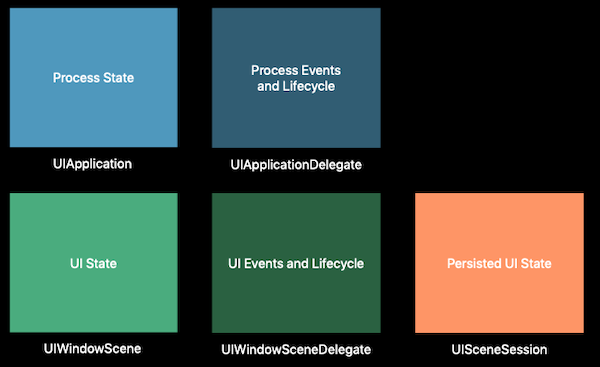 Process State
Process Events
and Lifecycle
UIApplication
UIApplicationDelegate
UI State
UI Events and Lifecycle
Persisted UI State
UIWindowScene
UIWindowSceneDelegate
UISceneSession